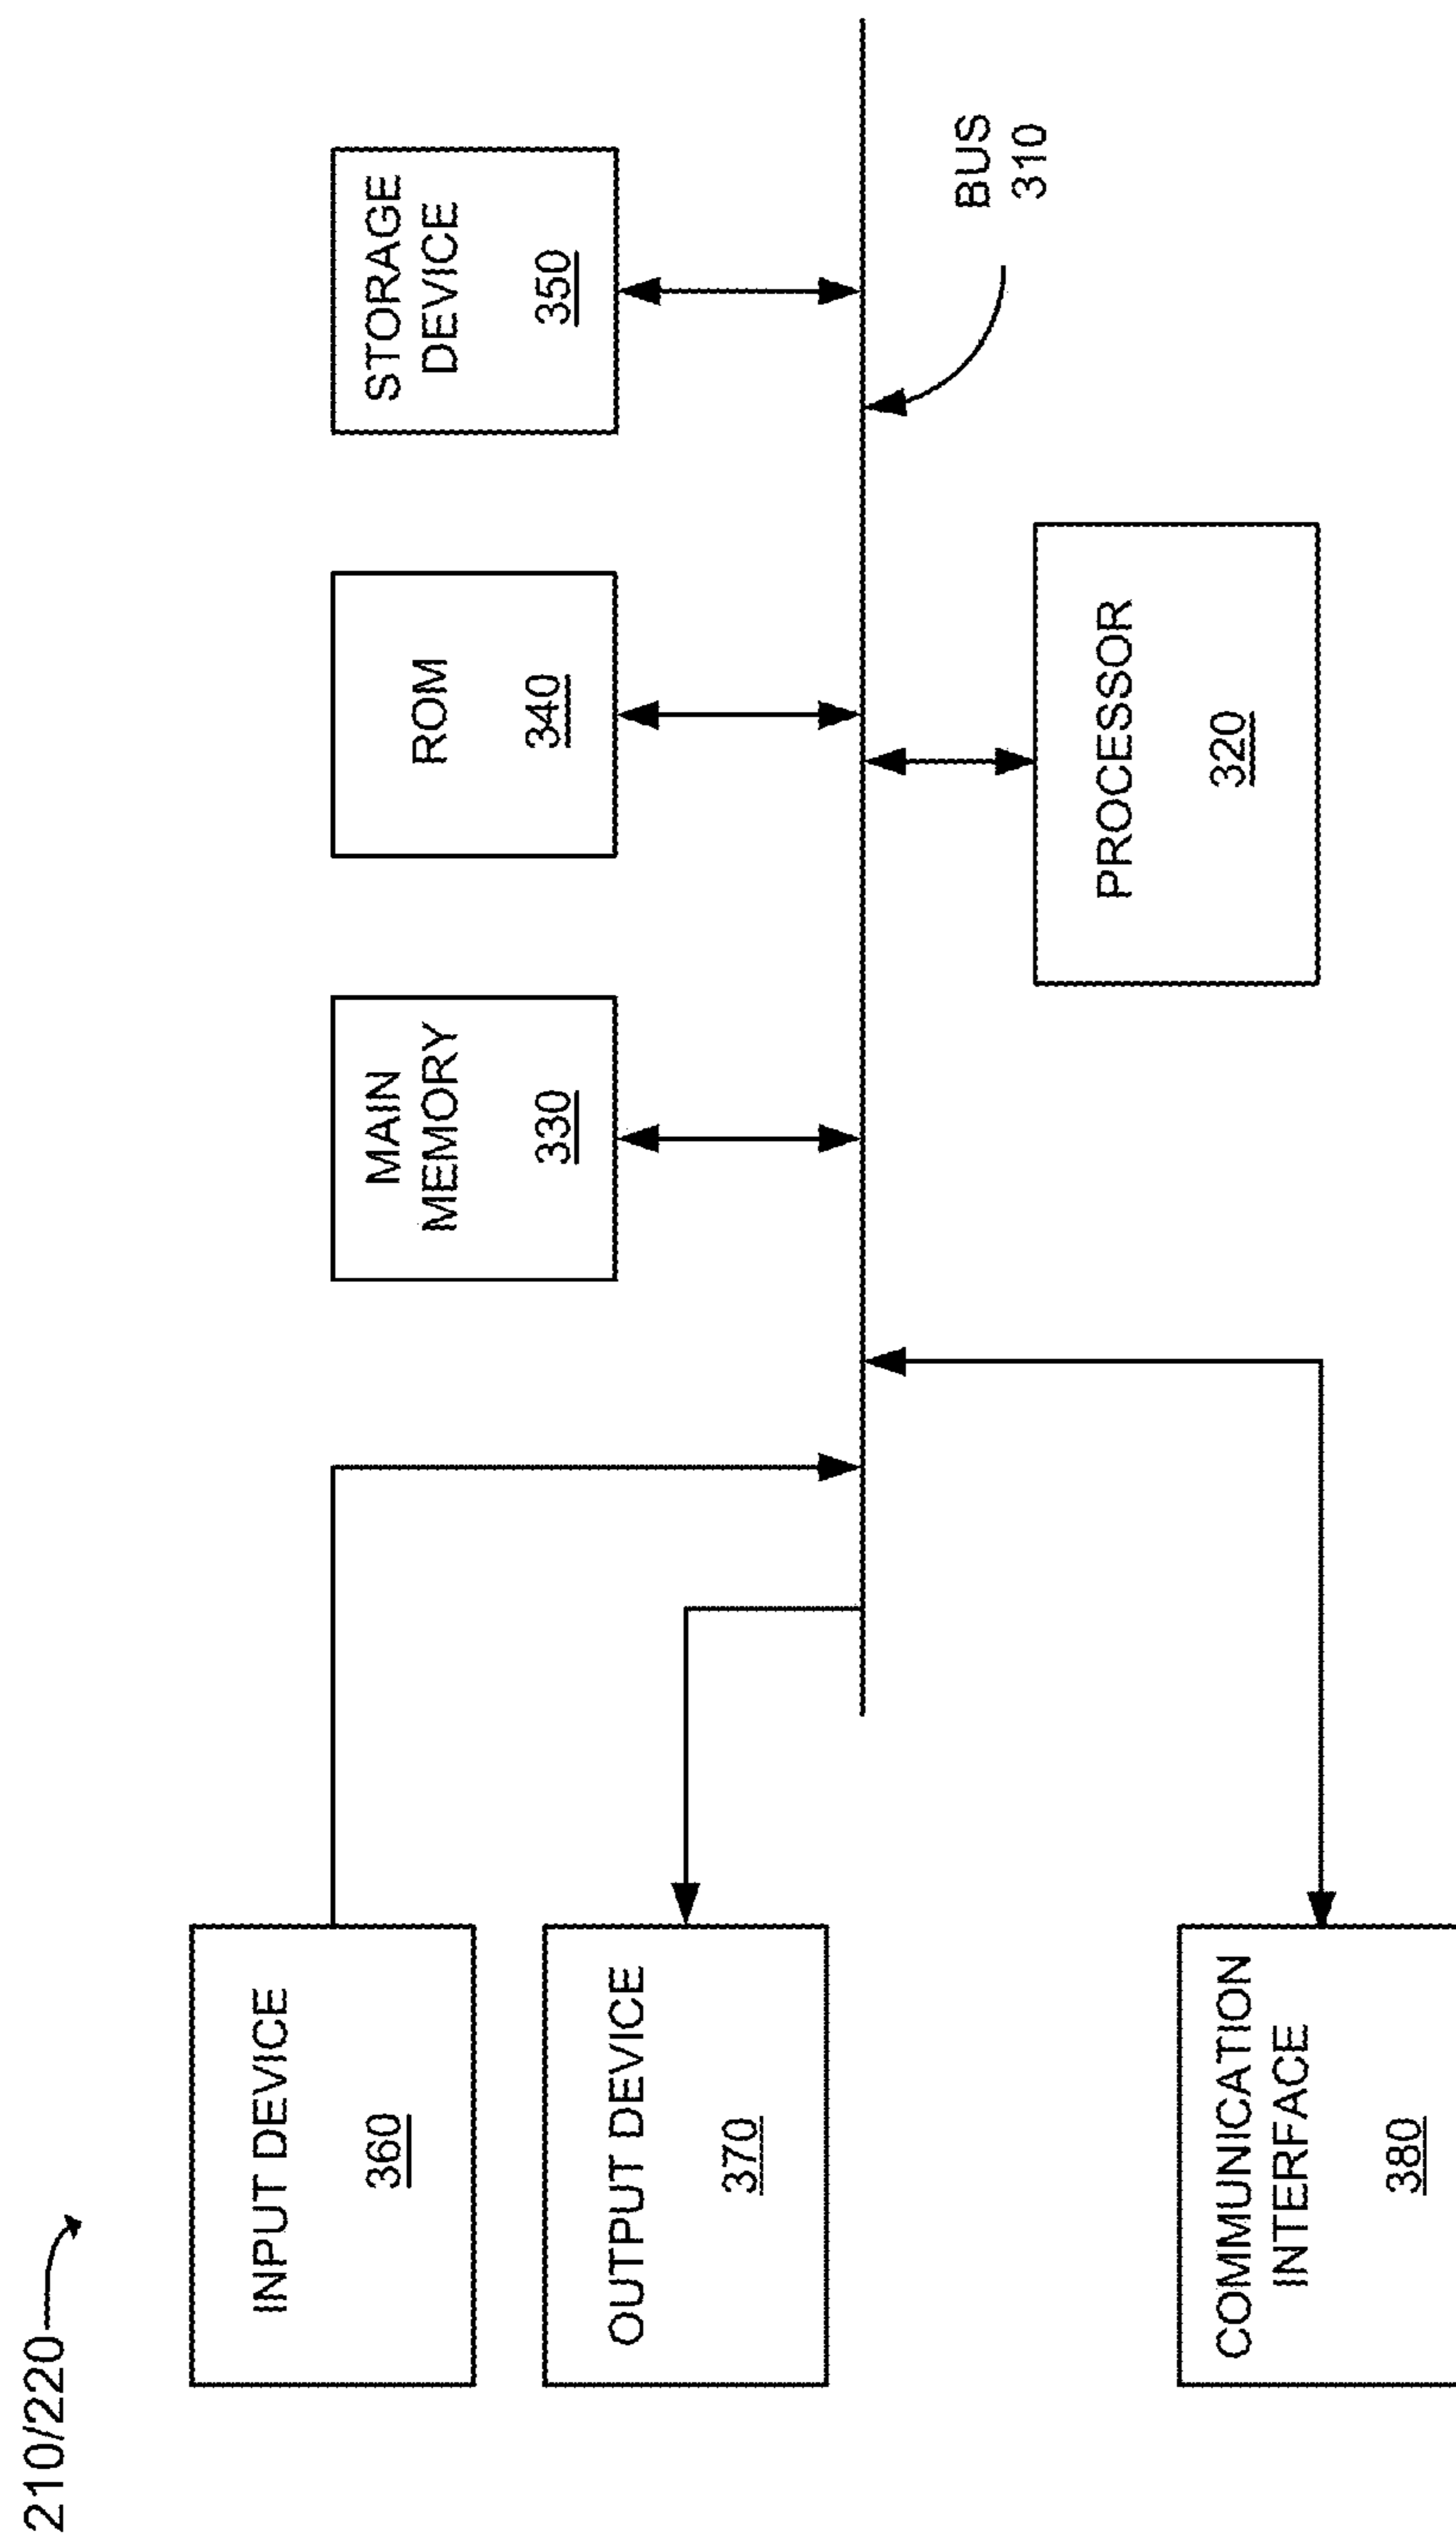 210/220
INPUT DEVICE
360
OUTPUT DEVICE
370
COMMUNICATION
INTERFACE
380
MAIN
MEMORY
330
ROM
340
STORAGE
DEVICE
350
PROCESSOR
320
BUS
310